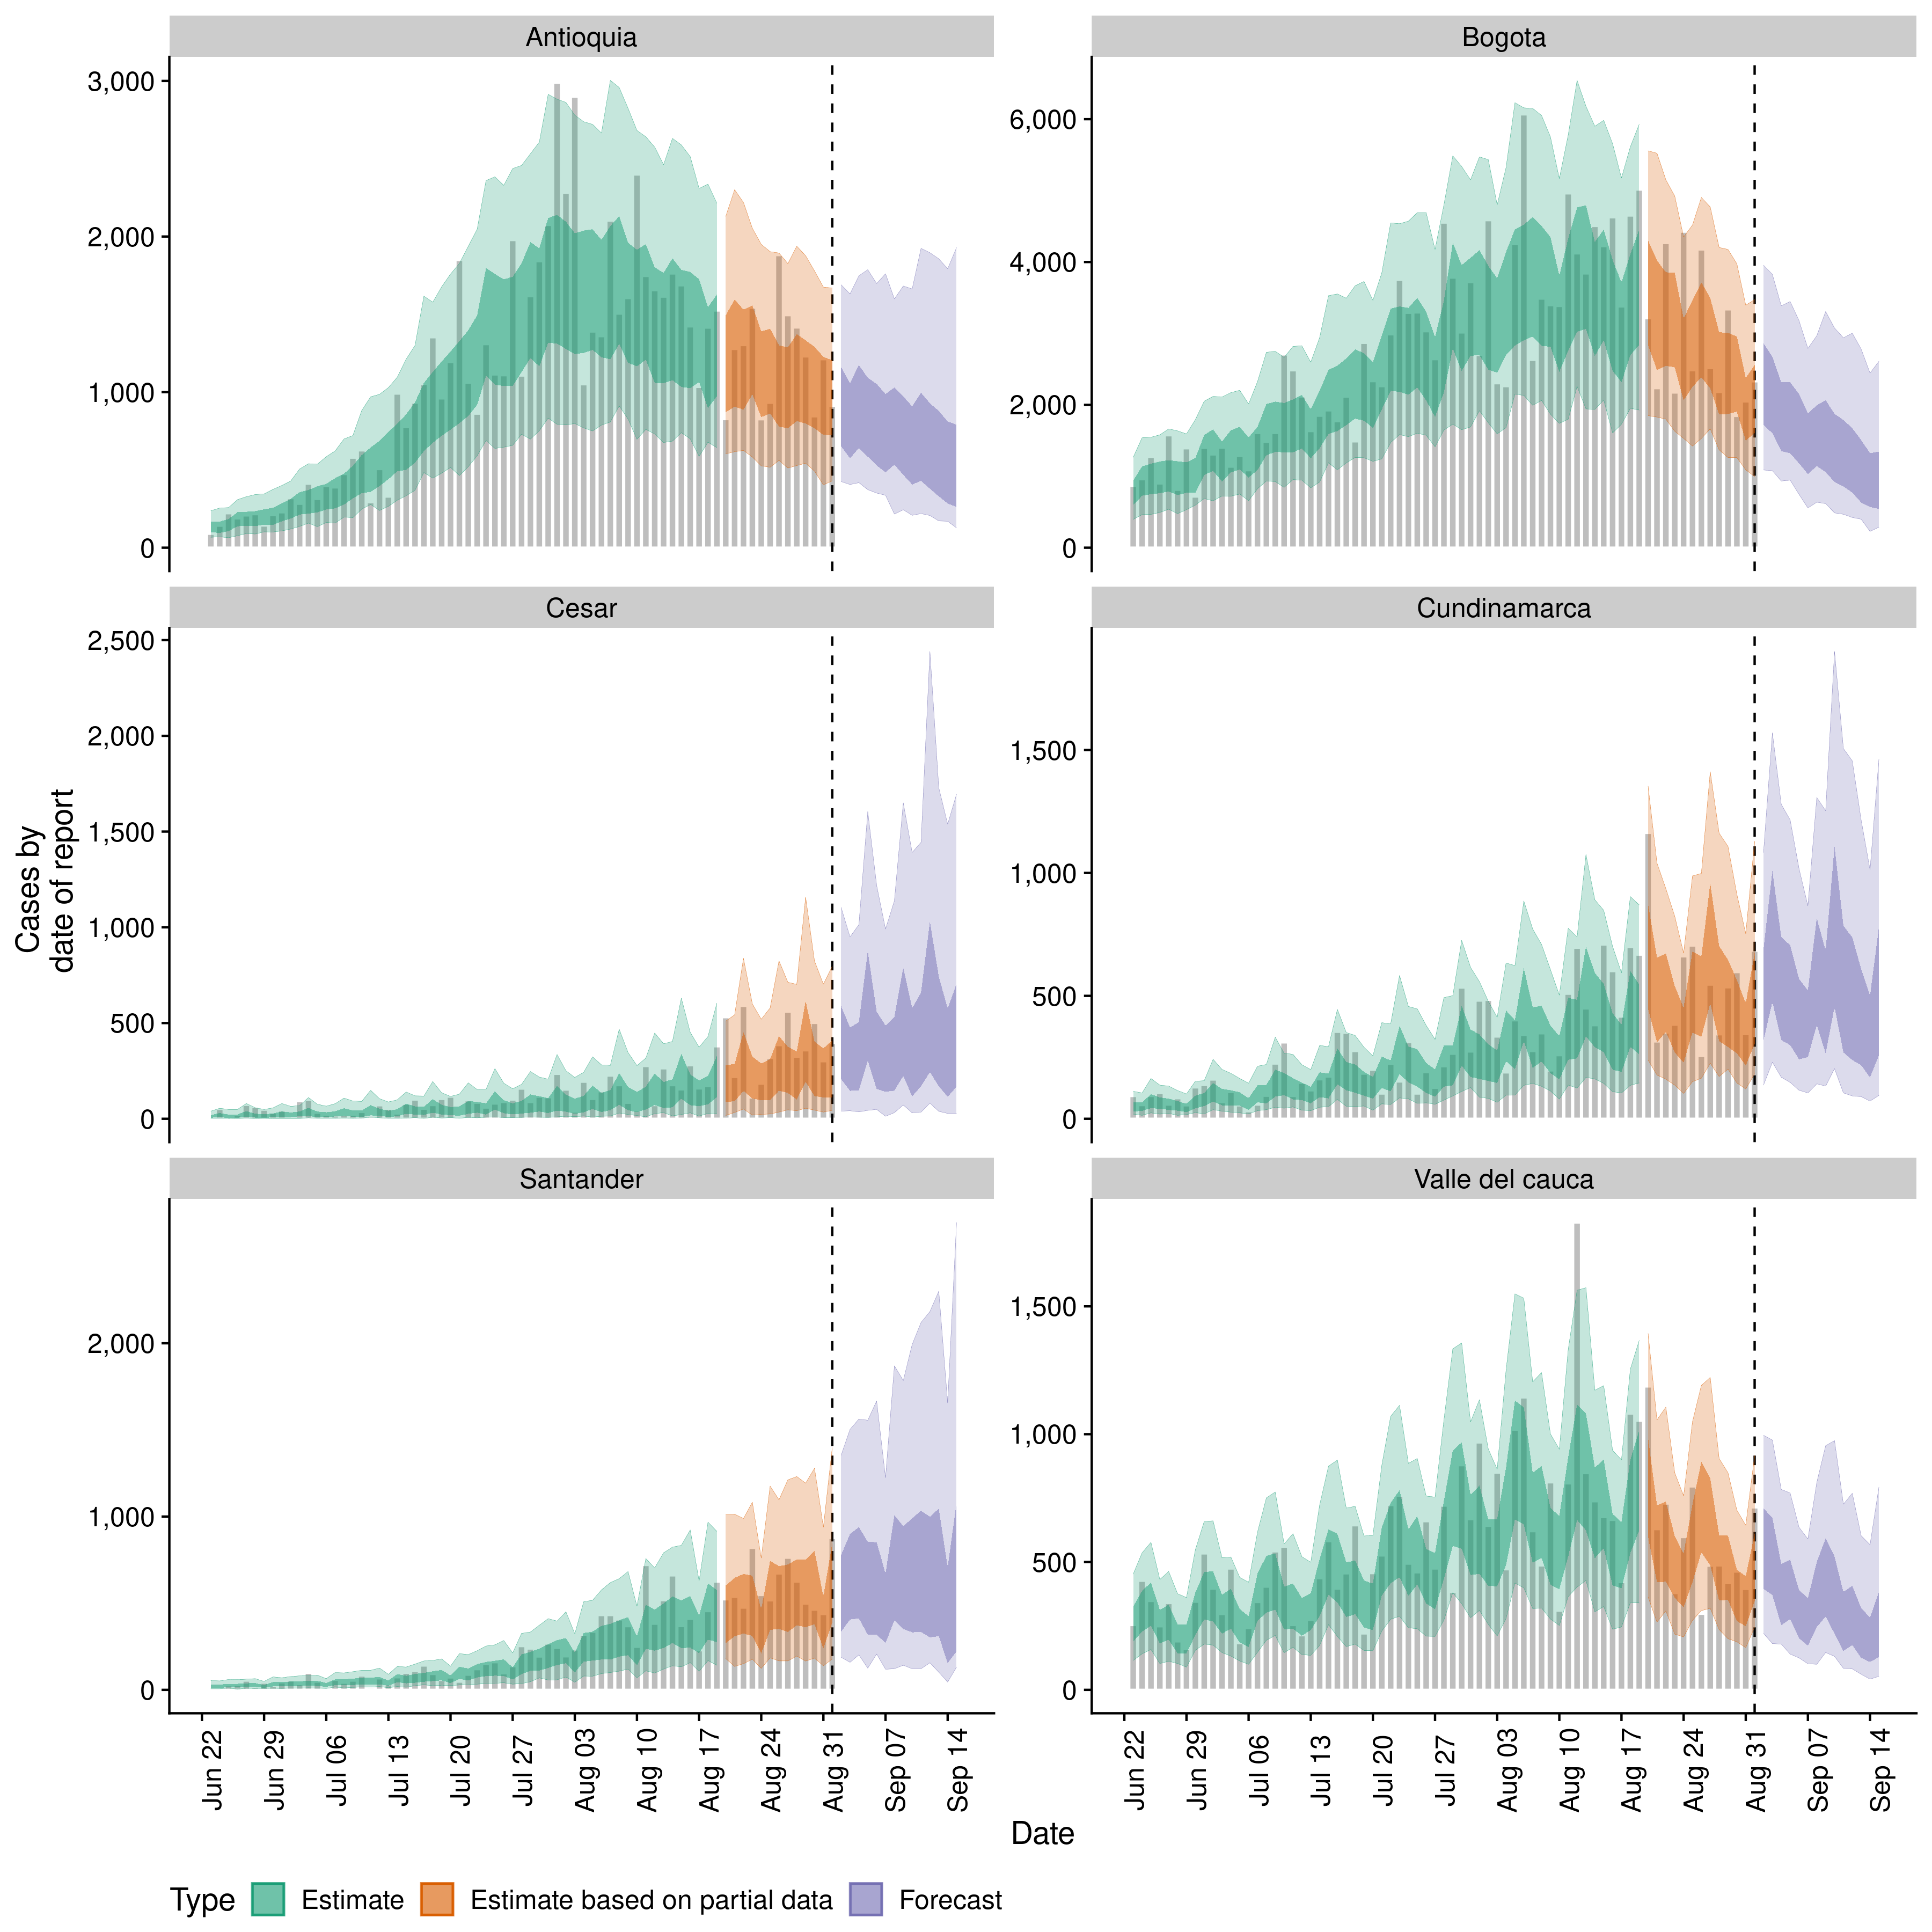 Antioquia
Bogota
3,000
2,000
1,000
0
6,000
4,000
2,000
0
Cesar
Cundinamarca
2,500
2,000
1,500
1,000
500
0
1,500
1,000
500
0
Cases by
date of report
Santander
Valle del cauca
2,000
1,000
0
1,500
1,000
500
0
Jun 22
Jun 29
Jul 06
Jul 13
Jul 20
Jul 27
Aug 03
Aug 10
Aug 17
Aug 24
Aug 31
Sep 07
Sep 14
Jun 22
Jun 29
Jul 06
Jul 13
Jul 20
Jul 27
Aug 03
Aug 10
Aug 17
Aug 24
Aug 31
Sep 07
Sep 14
Date
Type Estimate Estimate based on partial data Forecast